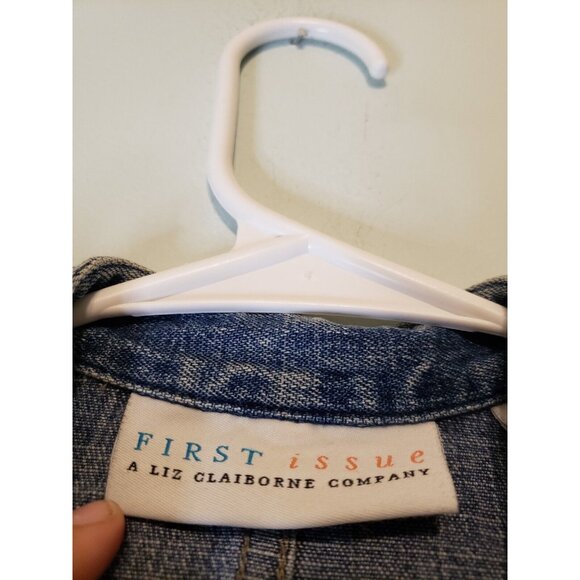 FIRST issue
A LIZ CLAIBORNE COMPANY